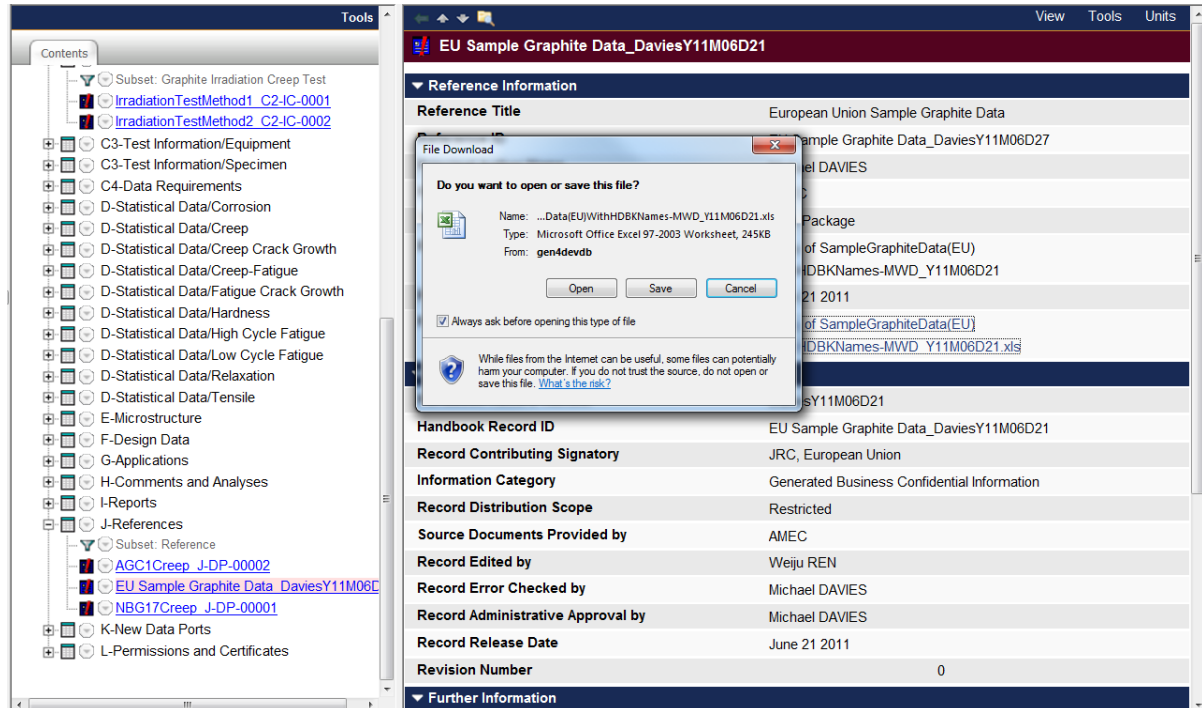 Tools
Contents
Subset: Graphite Irradiation Creep Test
IrradiationTestMethod1_C2-IC-0001
IrradiationTestMethod2_C2-IC-0002
C3-Test Information/Equipment
C3-Test Information/Specimen
C4-Data Requirements
D-Statistical Data/Corrosion
D-Statistical Data/Creep
D-Statistical Data/Creep Crack Growth
D-Statistical Data/Creep-Fatigue
D-Statistical Data/Fatigue Crack Growth
D-Statistical Data/Hardness
D-Statistical Data/High Cycle Fatigue
D-Statistical Data/Low Cycle Fatigue
D-Statistical Data/Relaxation
D-Statistical Data/Tensile
E-Microstructure
F-Design Data
G-Applications
H-Comments and Analyses
I-Reports
J-References
Subset: Reference
AGC1Creep_J-DP-00002
EU Sample Graphite Data_DaviesY11M06D
NBG17Creep_J-DP-00001
K-New Data Ports
L-Permissions and Certificates
View Tools Units
EU Sample Graphite Data_DaviesY11M06D21
Reference Information
Reference Title European Union Sample Graphite Data
Sample Graphite Data_DaviesY11M06D27
DAVIES
Package
of SampleGraphiteData(EU)
HDBKNames-MWD_Y11M06D21
21 2011
of SampleGraphiteData(EU)
HDBKNames-MWD_Y11M06D21.xls
File Download
Do you want to open or save this file?
Name: ...Data(EU)WithHDBKNames-MWD_Y11M06D21.xls
Type: Microsoft Office Excel 97-2003 Worksheet, 245KB
From: gen4devdb
Open Save Cancel
Always ask before opening this type of file
While files from the Internet can be useful, some files can potentially
harm your computer. If you do not trust the source, do not open or
save this file. What's the risk?
sY11M06D21
Handbook Record ID EU Sample Graphite Data_DaviesY11M06D21
Record Contributing Signatory JRC, European Union
Information Category Generated Business Confidential Information
Record Distribution Scope Restricted
Source Documents Provided by AMEC
Record Edited by Weiju REN
Record Error Checked by Michael DAVIES
Record Administrative Approval by Michael DAVIES
Record Release Date June 21 2011
Revision Number 0
Further Information